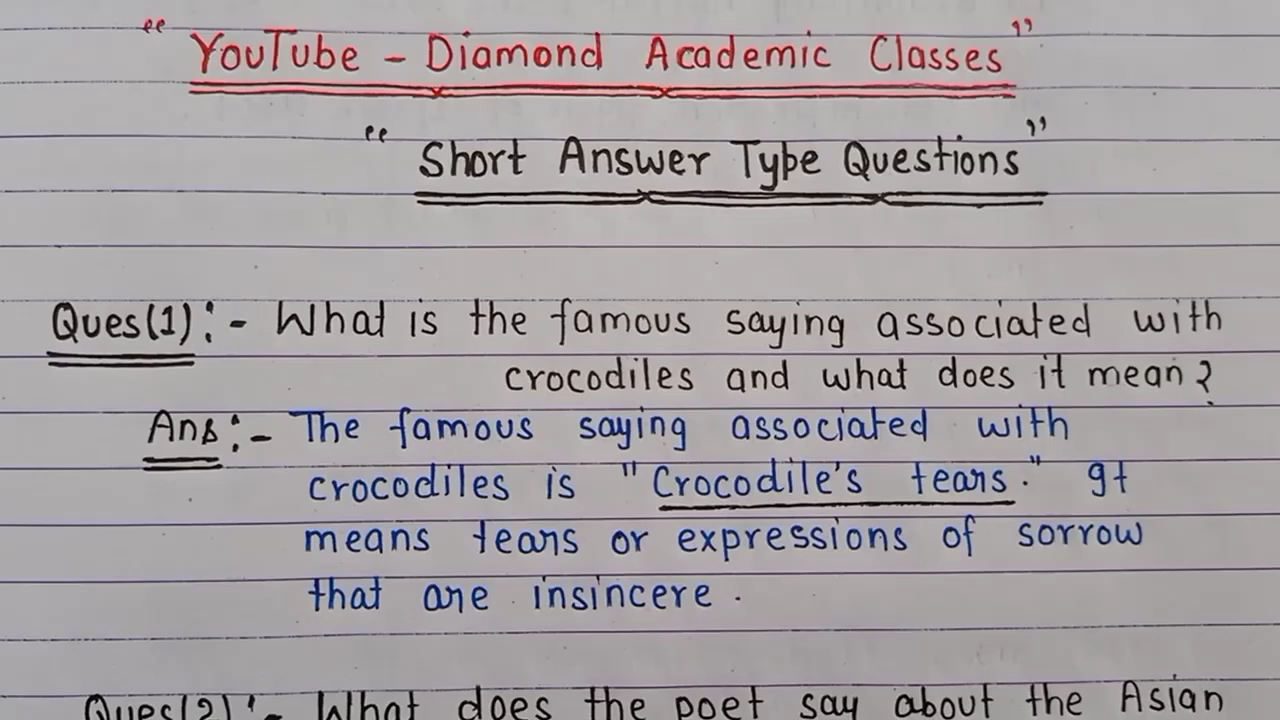 " YouTube - Diamond Academic Classes "
" Short Answer Type Questions "
Ques(1):- What is the famous saying associated with
crocodiles and what does it mean?
Ans:- The famous saying associated with
crocodiles is "Crocodile's tears." It
means tears or expressions of sorrow
that are insincere.
Ques(2):- What does the poet say about the Asian